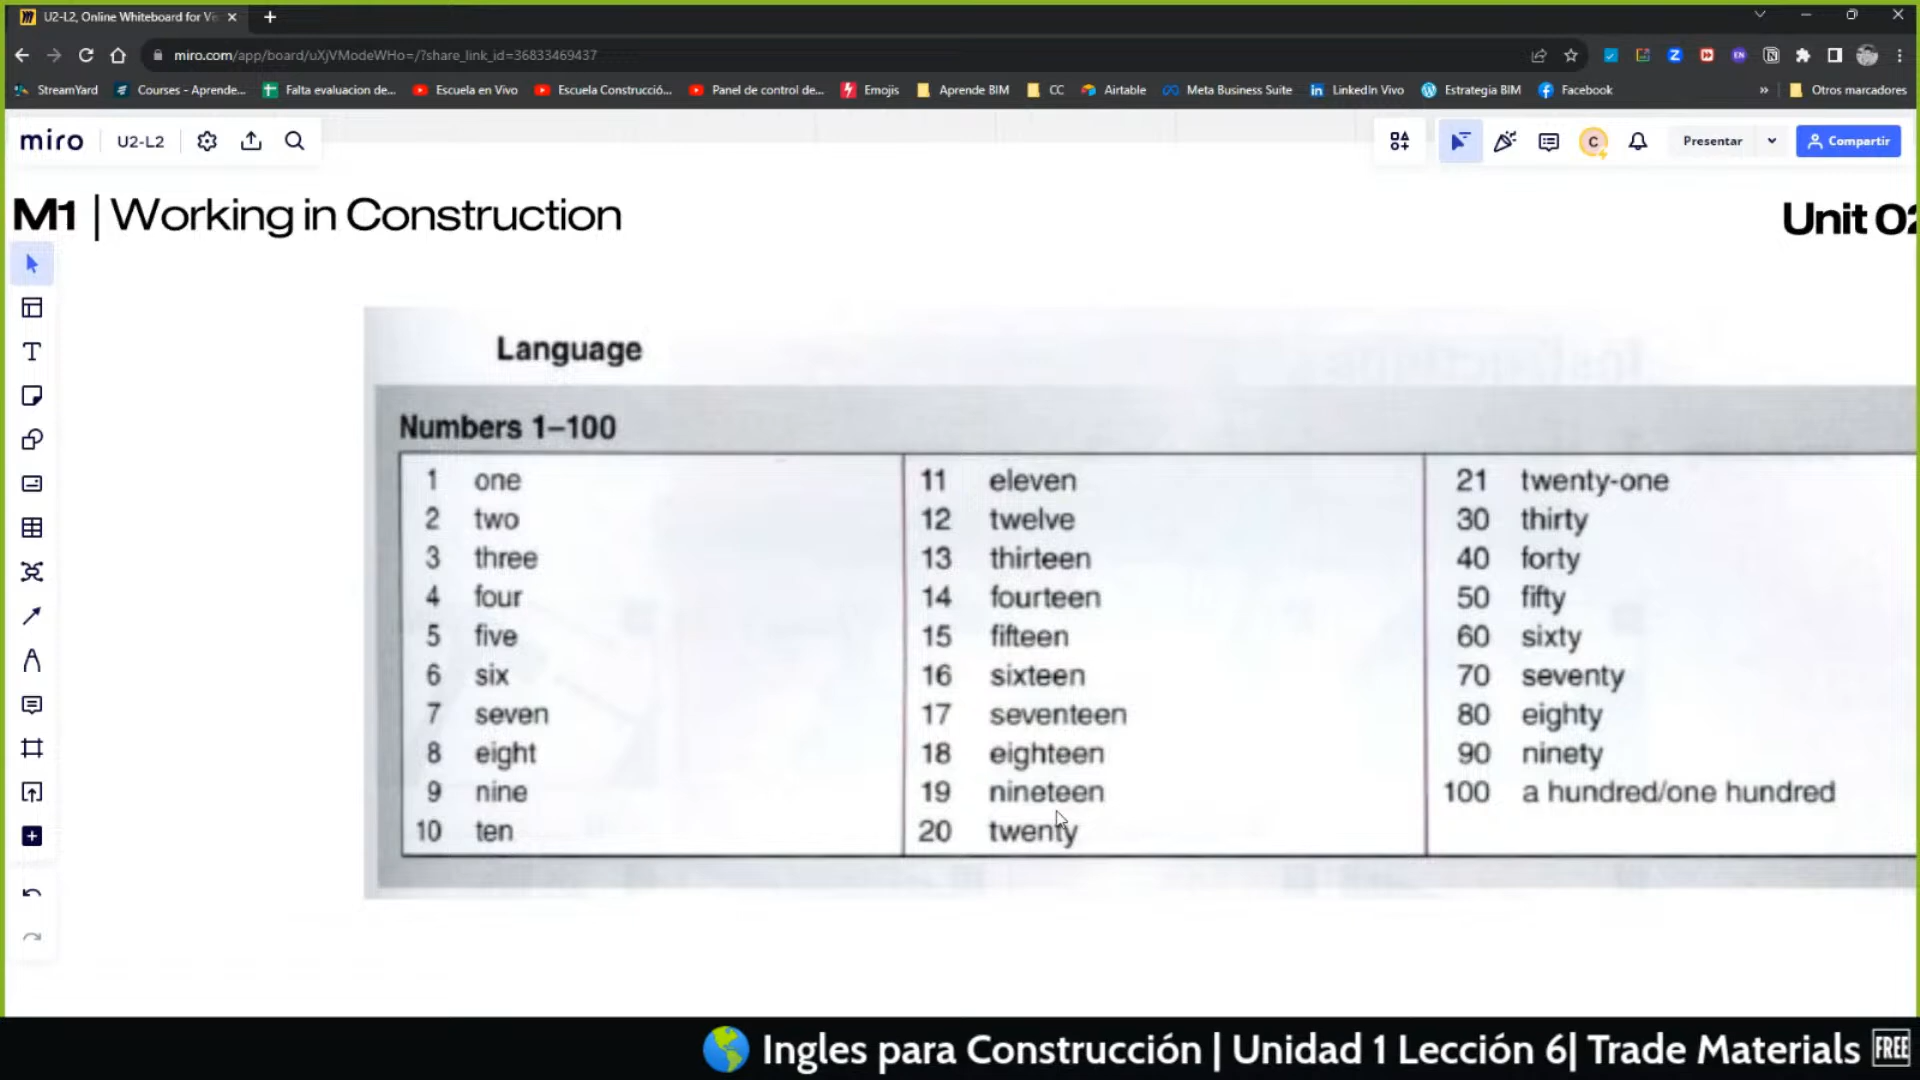 U2-L2, Online Whiteboard for Vi
miro.com/app/board/uXjVModeWHo=/?share_link_id=36833469437
StreamYard
Courses - Aprende...
Falta evaluacion de...
Escuela en Vivo
Escuela Construcció...
Panel de control de...
Emojis
Aprende BIM
CC
Airtable
Meta Business Suite
LinkedIn Vivo
Estrategia BIM
Facebook
»
Otros marcadores
miro
U2-L2
C
Presentar
Compartir
M1 | Working in Construction
Unit 02
Language
Numbers 1–100
1 one
2 two
3 three
4 four
5 five
6 six
7 seven
8 eight
9 nine
10 ten
11 eleven
12 twelve
13 thirteen
14 fourteen
15 fifteen
16 sixteen
17 seventeen
18 eighteen
19 nineteen
20 twenty
21 twenty-one
30 thirty
40 forty
50 fifty
60 sixty
70 seventy
80 eighty
90 ninety
100 a hundred/one hundred
🌎 Ingles para Construcción | Unidad 1 Lección 6| Trade Materials 🆓